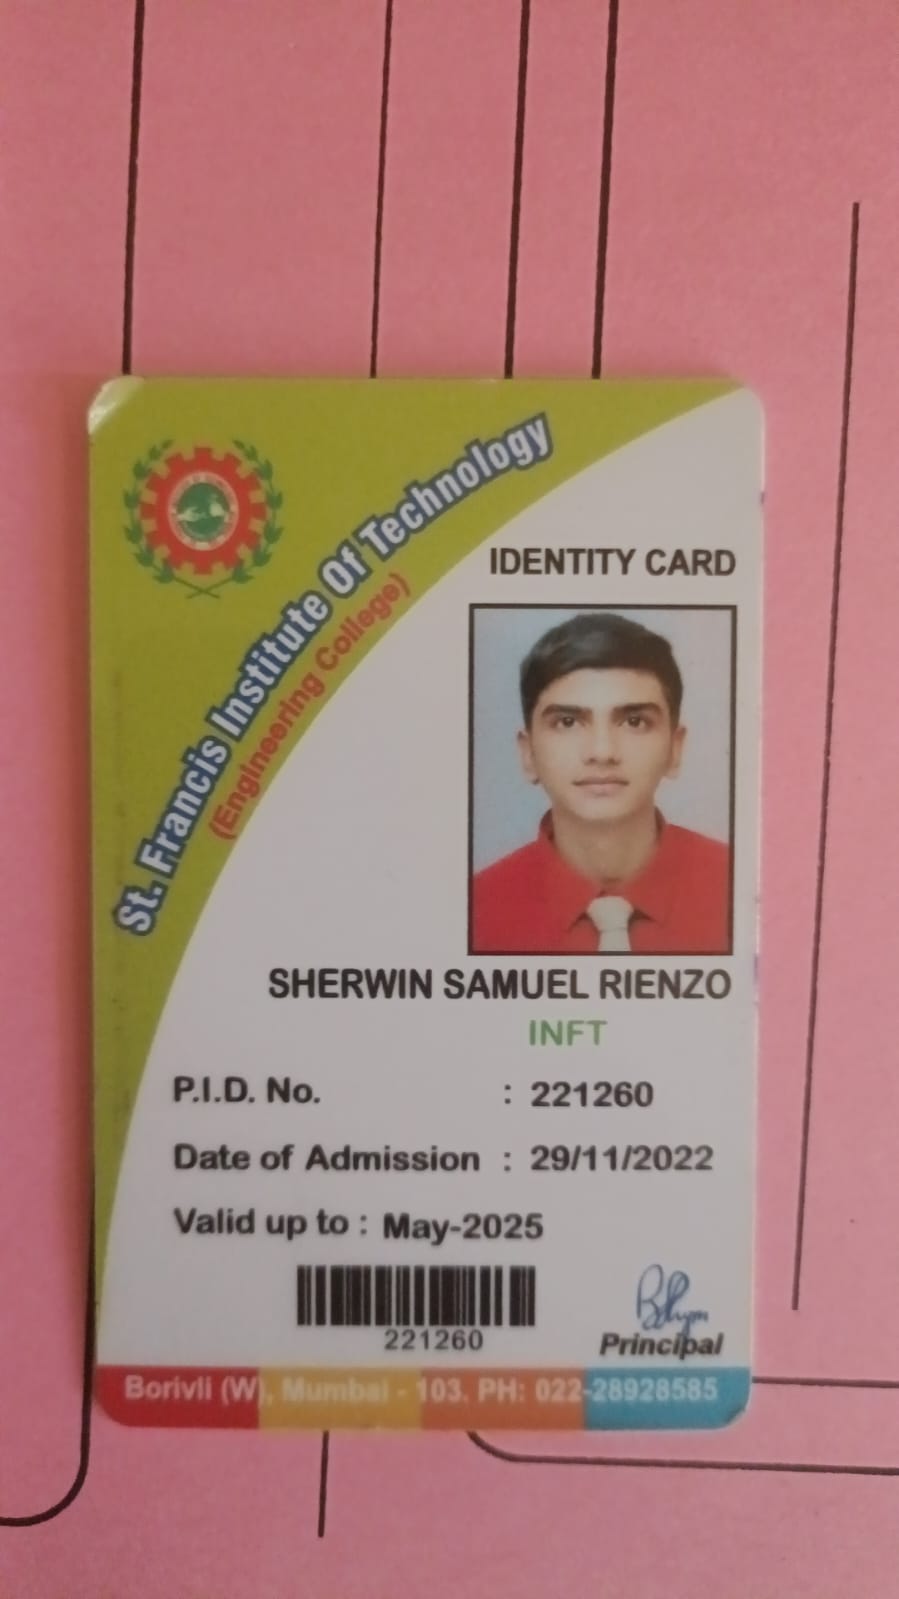 St. Francis Institute Of Technology
(Engineering College)
IDENTITY CARD
SHERWIN SAMUEL RIENZO
INFT
P.I.D. No. : 221260
Date of Admission : 29/11/2022
Valid up to : May-2025
221260
Principal
Borivli (W), Mumbai - 103. PH: 022-28928585